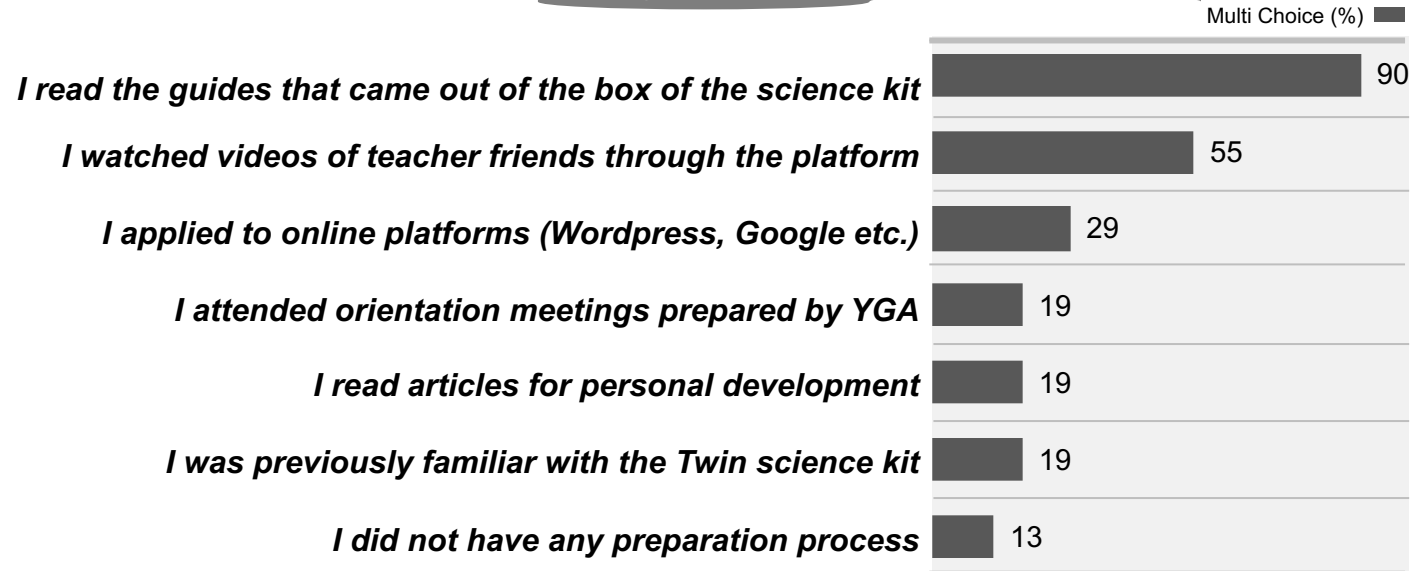 Multi Choice (%)
I read the guides that came out of the box of the science kit 90
I watched videos of teacher friends through the platform 55
I applied to online platforms (Wordpress, Google etc.) 29
I attended orientation meetings prepared by YGA 19
I read articles for personal development 19
I was previously familiar with the Twin science kit 19
I did not have any preparation process 13